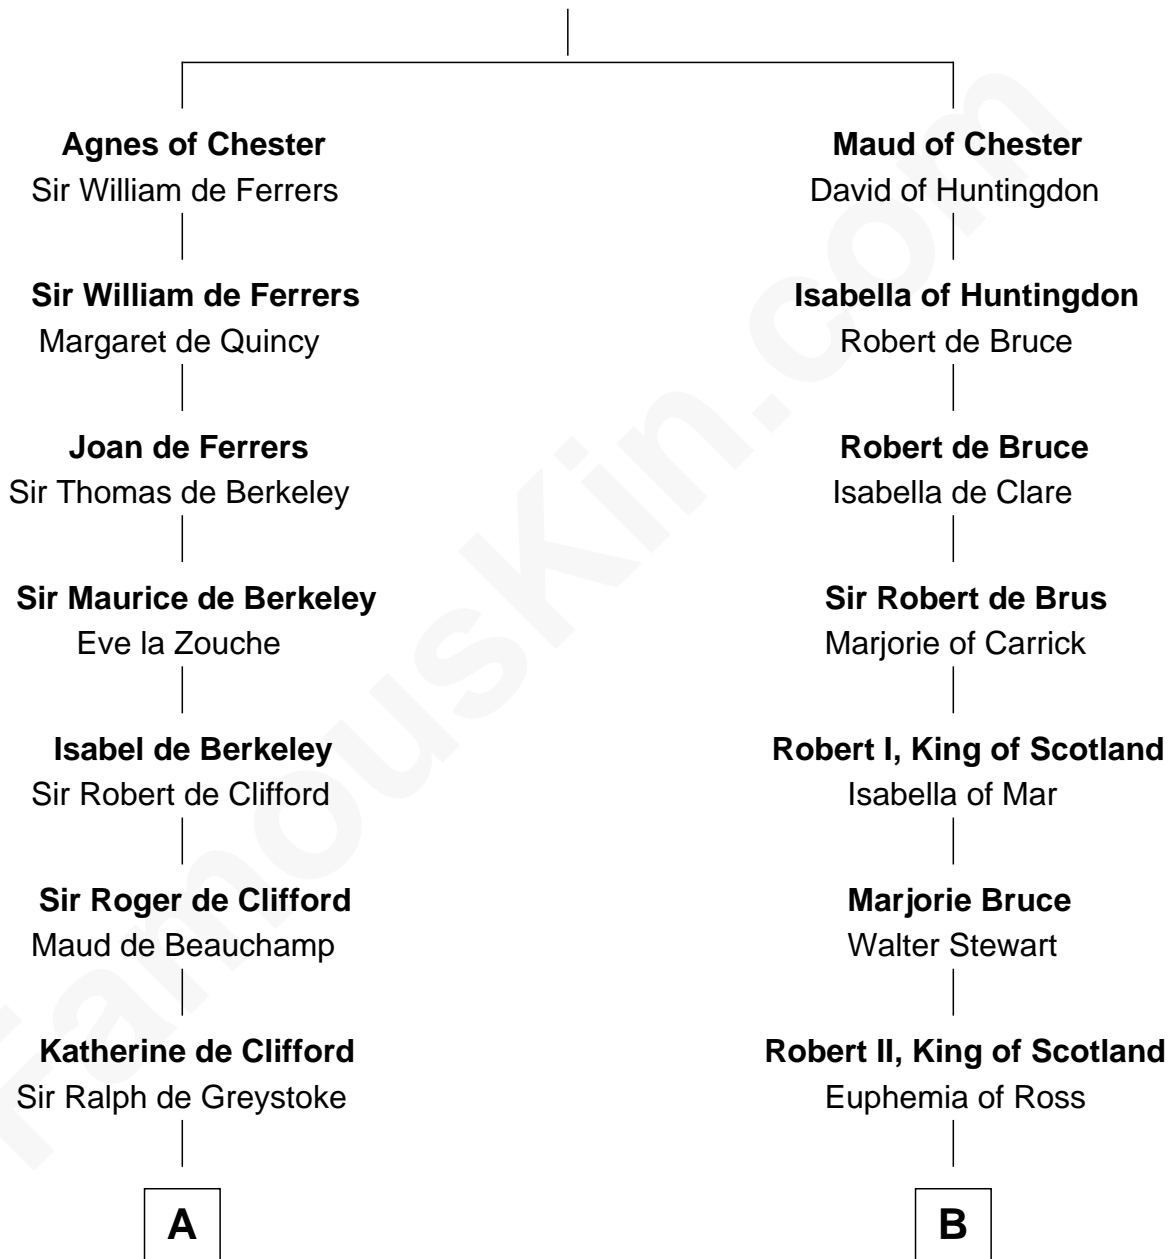 Agnes of Chester
Sir William de Ferrers
Sir William de Ferrers
Margaret de Quincy
Joan de Ferrers
Sir Thomas de Berkeley
Sir Maurice de Berkeley
Eve la Zouche
Isabel de Berkeley
Sir Robert de Clifford
Sir Roger de Clifford
Maud de Beauchamp
Katherine de Clifford
Sir Ralph de Greystoke
A
Maud of Chester
David of Huntingdon
Isabella of Huntingdon
Robert de Bruce
Robert de Bruce
Isabella de Clare
Sir Robert de Brus
Marjorie of Carrick
Robert I, King of Scotland
Isabella of Mar
Marjorie Bruce
Walter Stewart
Robert II, King of Scotland
Euphemia of Ross
B
FamousKin.com